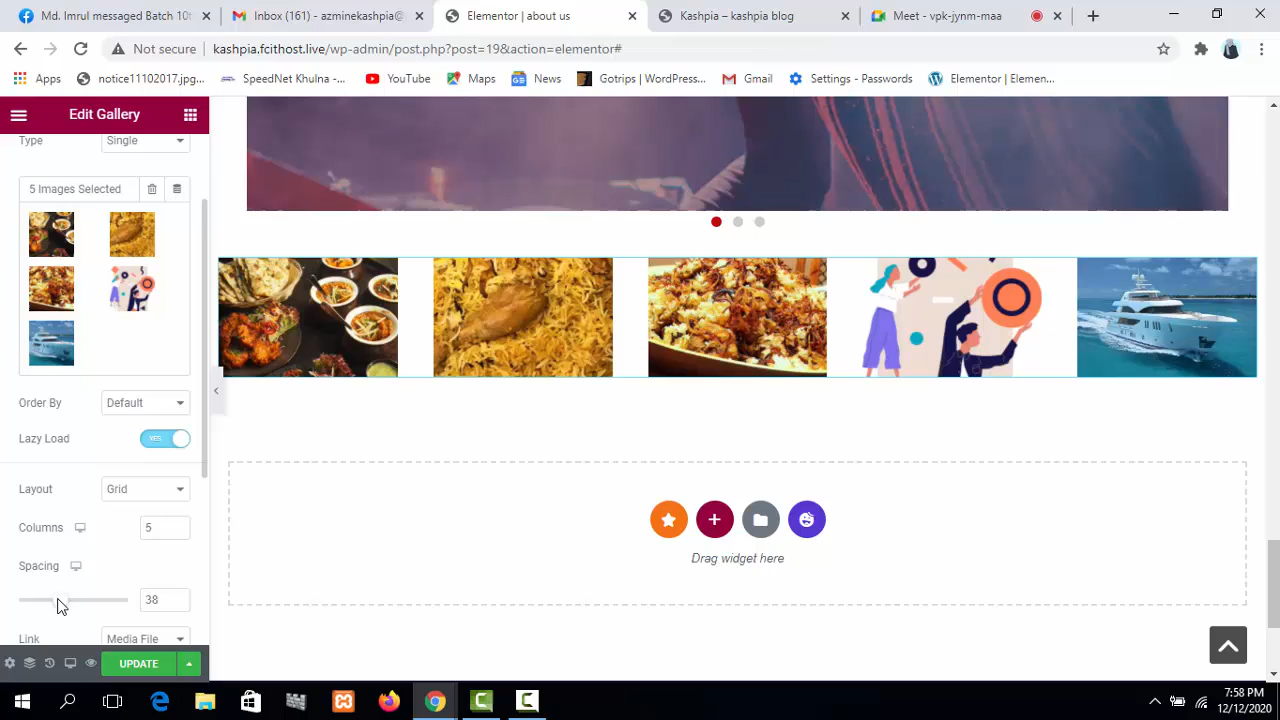 Md. Imrul messaged Batch 10t
Inbox (161) - azminekashpia@
Elementor | about us
Kashpia – kashpia blog
Meet - vpk-jynm-maa
Not secure
kashpia.fcithost.live/wp-admin/post.php?post=19&action=elementor#
Apps
notice11102017.jpg...
SpeedNet Khulna -...
YouTube
Maps
News
Gotrips | WordPress...
Gmail
Settings - Passwords
Elementor | Elemen...
Edit Gallery
Type
Single
5 Images Selected
Order By
Default
Lazy Load
YES
Layout
Grid
Columns
5
Spacing
38
Link
Media File
UPDATE
Drag widget here
7:58 PM
12/12/2020